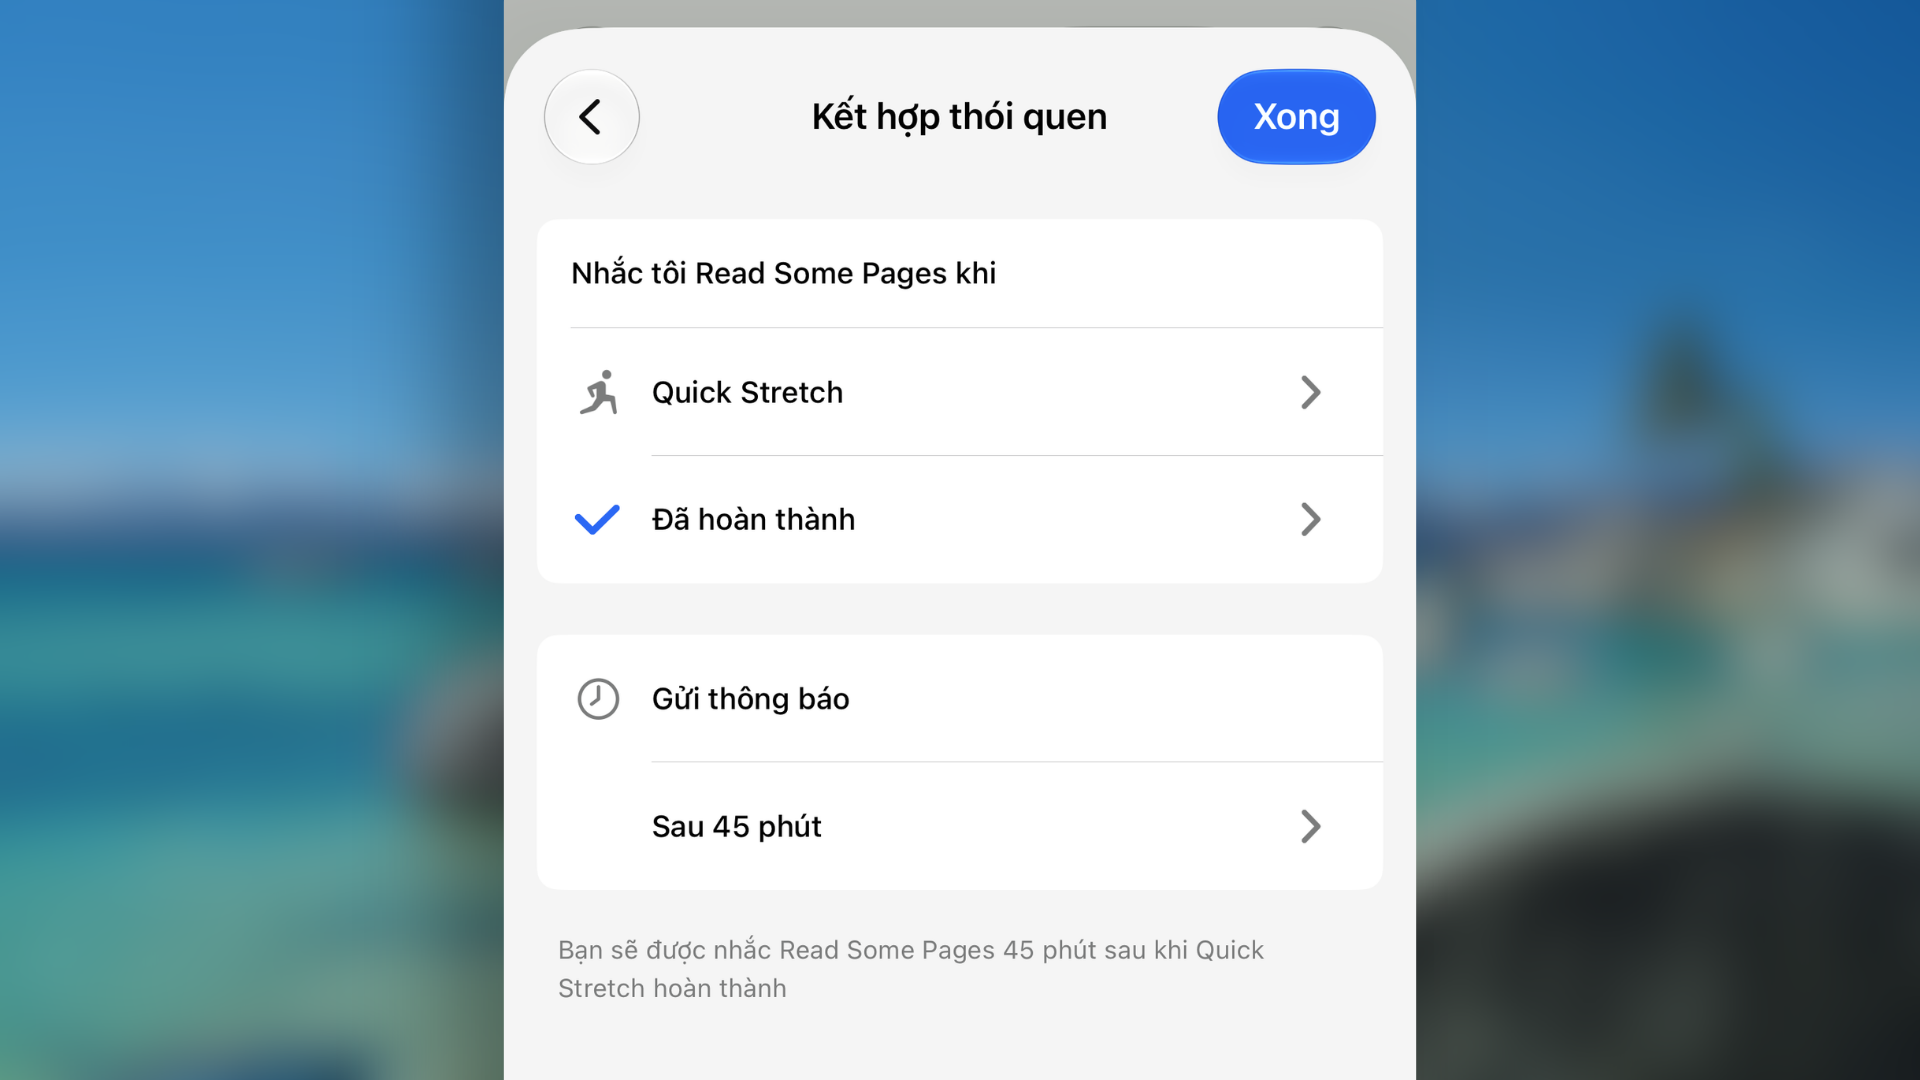 Kết hợp thói quen
Xong
Nhắc tôi Read Some Pages khi
Quick Stretch
Đã hoàn thành
Gửi thông báo
Sau 45 phút
Bạn sẽ được nhắc Read Some Pages 45 phút sau khi Quick
Stretch hoàn thành